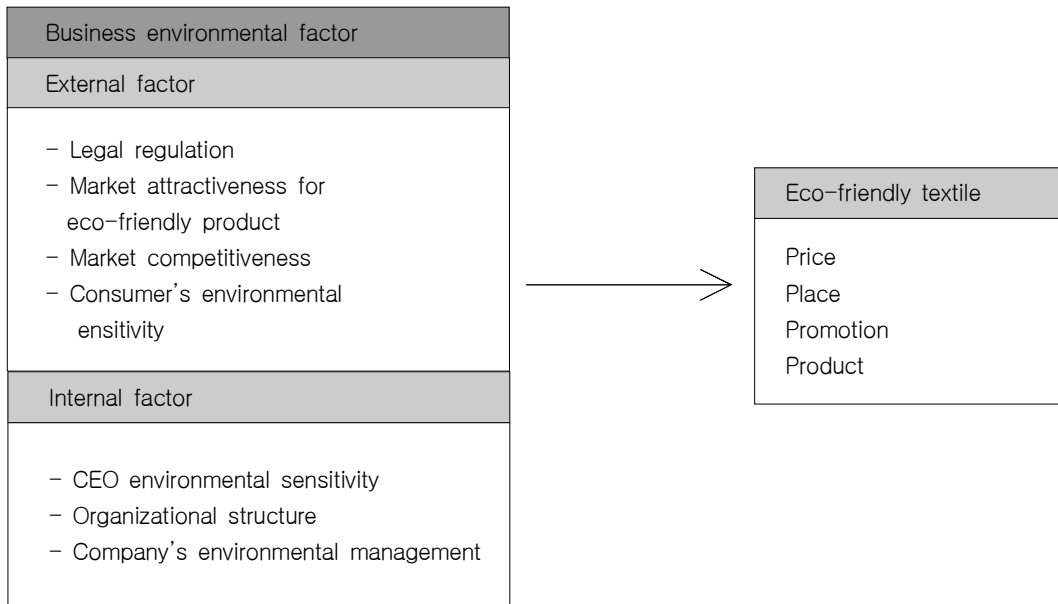 Business environmental factor
External factor
- Legal regulation
- Market attractiveness for
eco-friendly product
- Market competitiveness
- Consumer's environmental
ensitivity
Internal factor
- CEO environmental sensitivity
- Organizational structure
- Company's environmental management
Eco-friendly textile
Price
Place
Promotion
Product